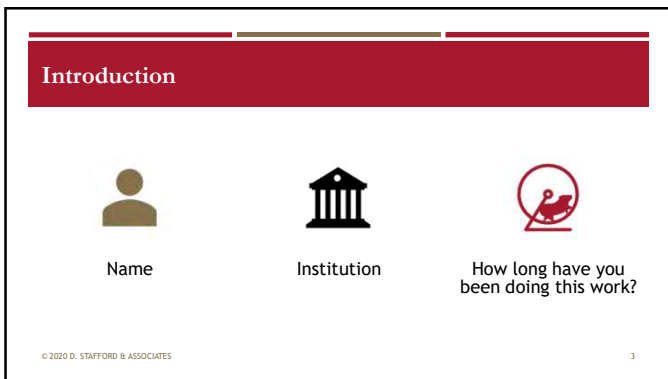 Introduction
Name
Institution
How long have you
been doing this work?
© 2020 D. STAFFORD & ASSOCIATES
3